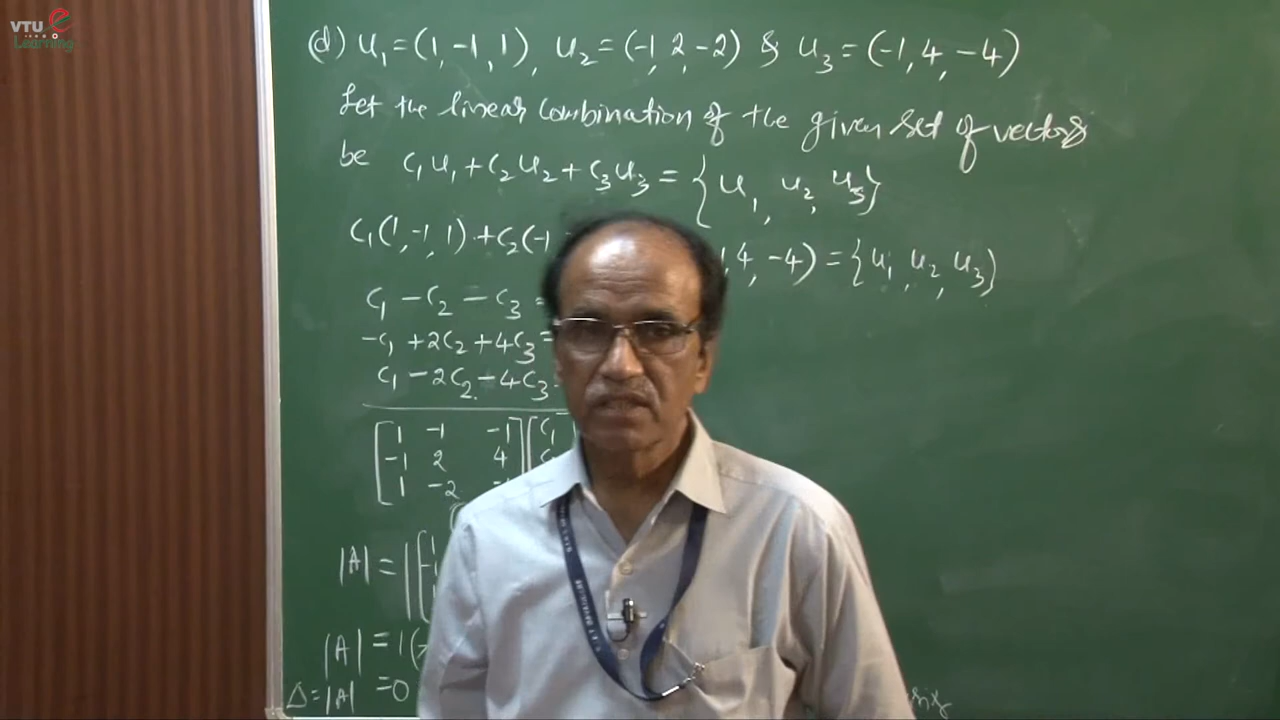 VTU e
Learning
(d) u₁=(1,-1,1), u₂=(-1,2,-2) & u₃=(-1,4,-4)
Let the linear combination of the given set of vectors
be c₁u₁+c₂u₂+c₃u₃={u₁,u₂,u₃}
c₁(1,-1,1)+c₂(-1 ,4,-4)={u₁,u₂,u₃}
c₁-c₂-c₃=
-c₁+2c₂+4c₃=
c₁-2c₂-4c₃
[1 -1 -1][c₁
-1 2 4
1 -2
|A|=|[1
|A|=1(
Δ=|A|=0